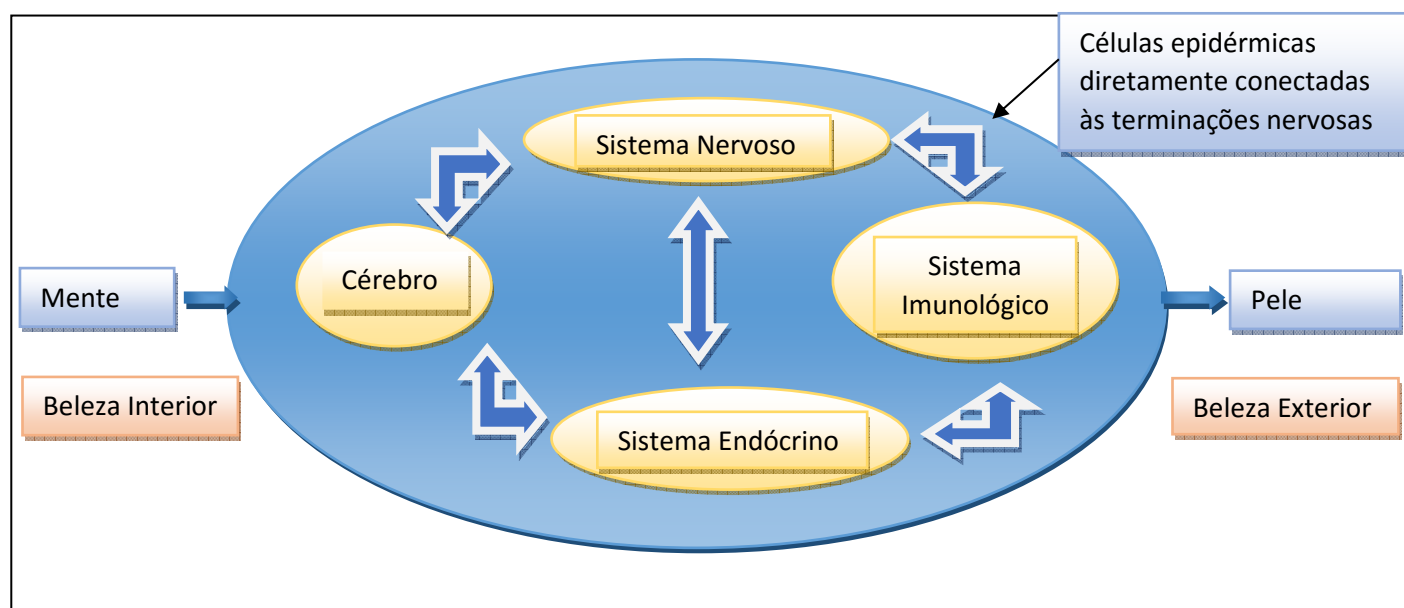 Células epidérmicas
diretamente conectadas
às terminações nervosas
Sistema Nervoso
Cérebro
Sistema
Imunológico
Mente
Pele
Beleza Interior
Beleza Exterior
Sistema Endócrino